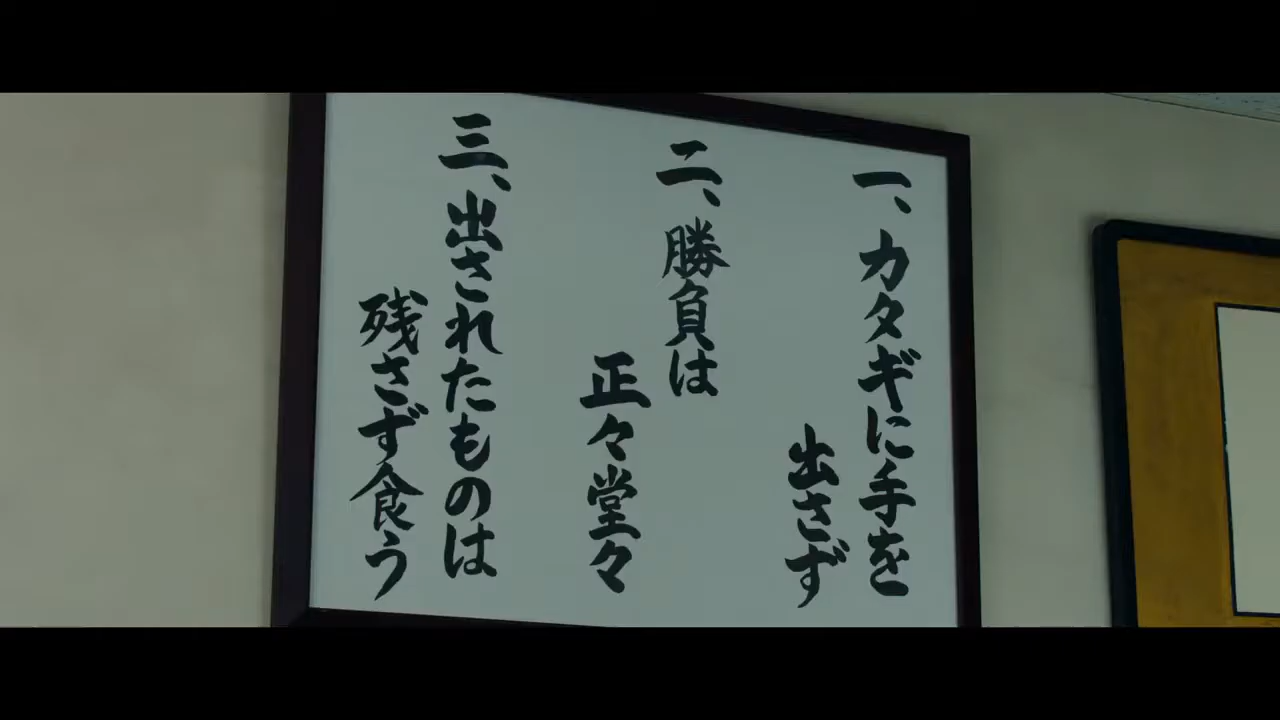 一、カタギに手を
出さず
二、勝負は
正々堂々
三、出されたものは
残さず食う